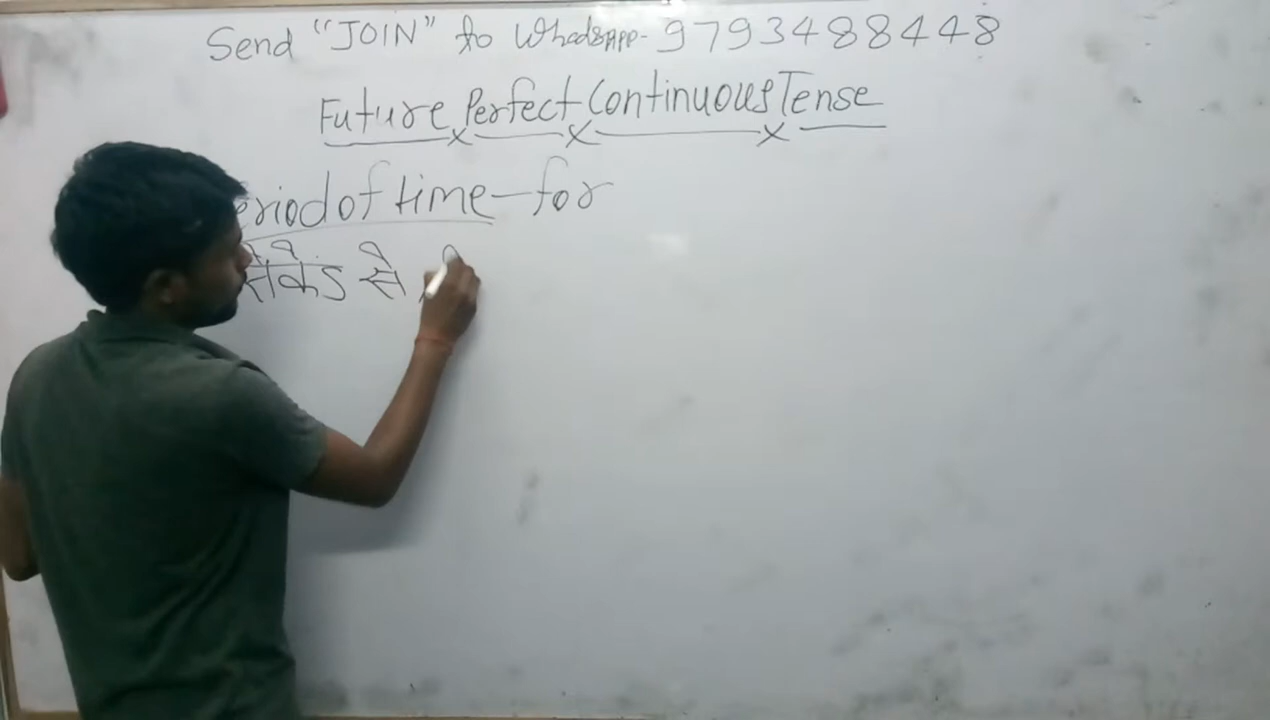 Send "JOIN" to Whatsapp- 9793488448
Future Perfect Continuous Tense
eriod of time - for
सेकेंड से